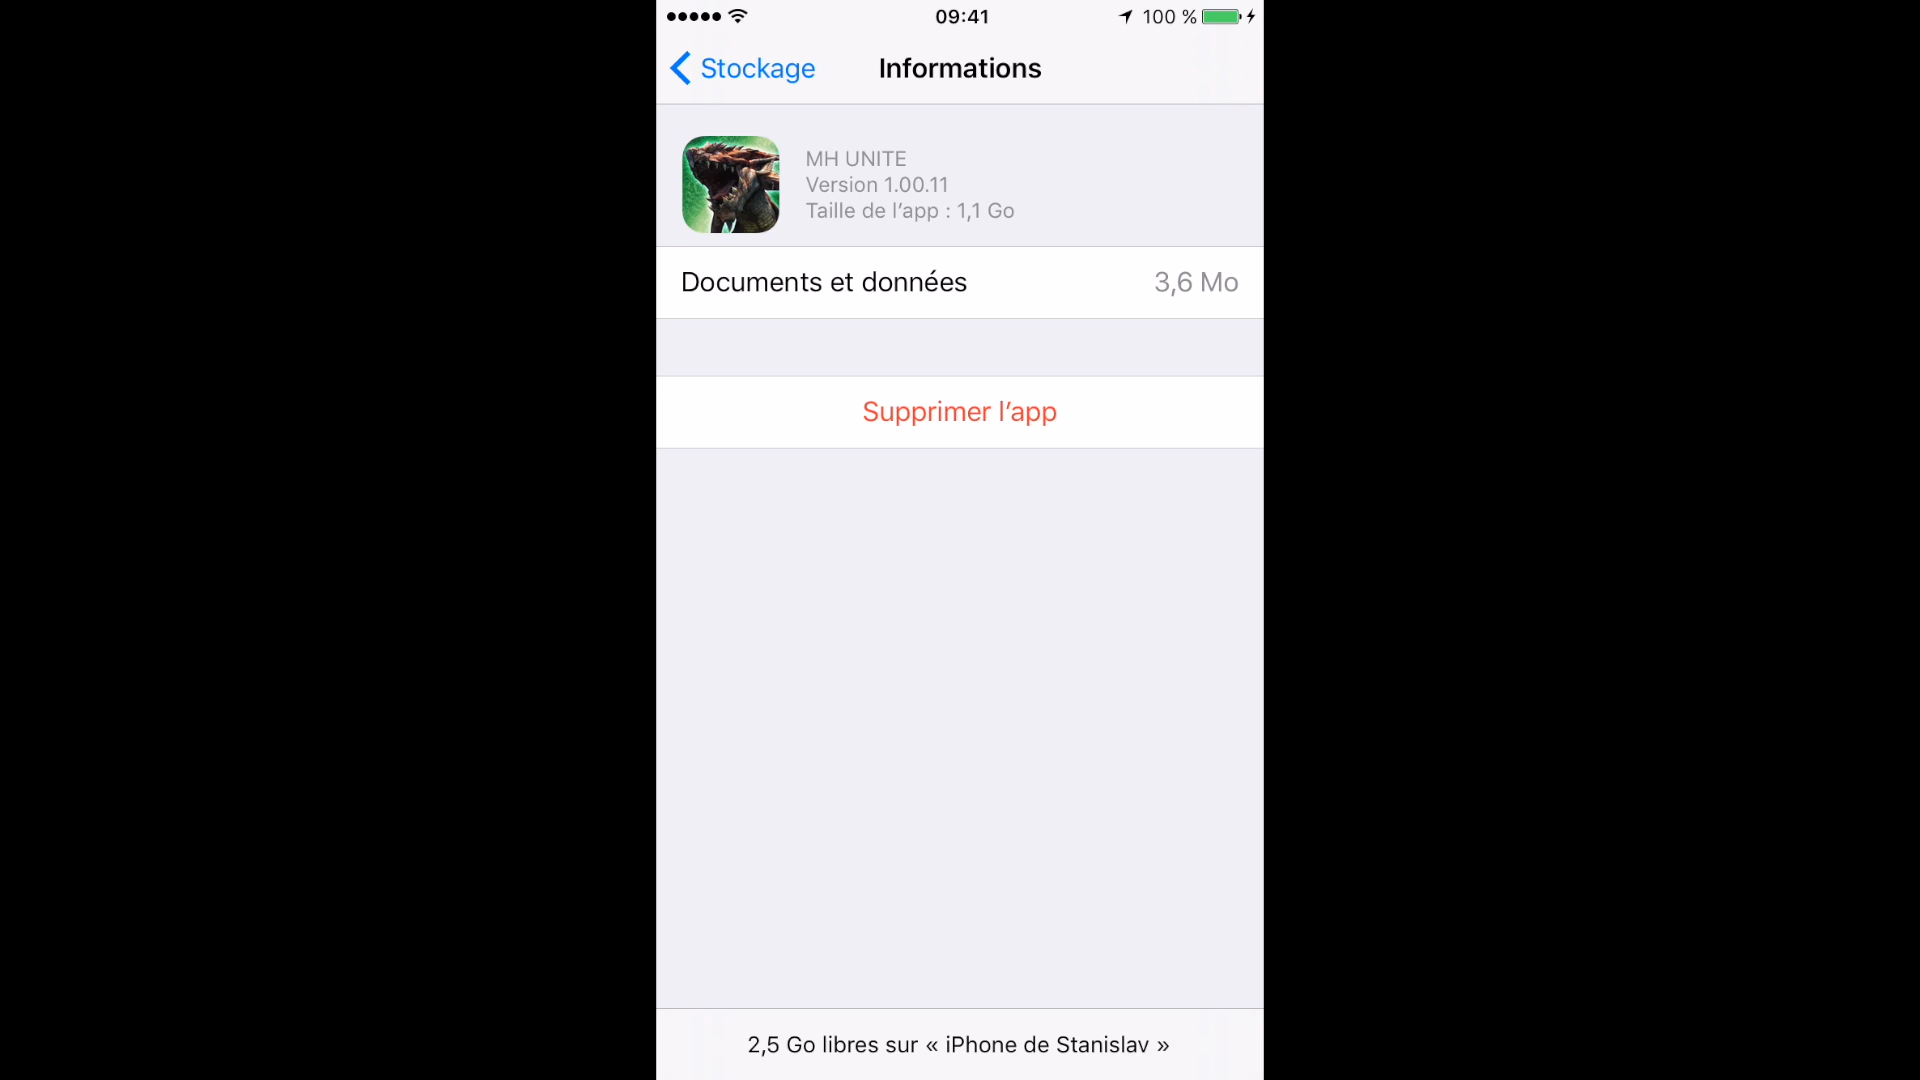 09:41
100 %
Stockage
Informations
MH UNITE
Version 1.00.11
Taille de l’app : 1,1 Go
Documents et données
3,6 Mo
Supprimer l’app
2,5 Go libres sur « iPhone de Stanislav »